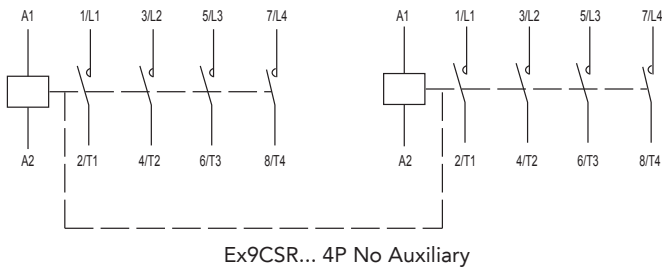 A1 1/L1 3/L2 5/L3 7/L4 A1 1/L1 3/L2 5/L3 7/L4
A2 2/T1 4/T2 6/T3 8/T4 A2 2/T1 4/T2 6/T3 8/T4
Ex9CSR... 4P No Auxiliary